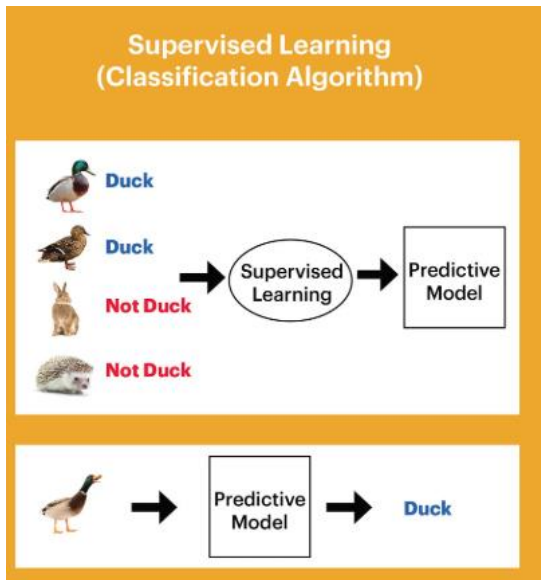 Supervised Learning
(Classification Algorithm)
Duck
Duck
Not Duck
Not Duck
Supervised
Learning
Predictive
Model
Predictive
Model
Duck